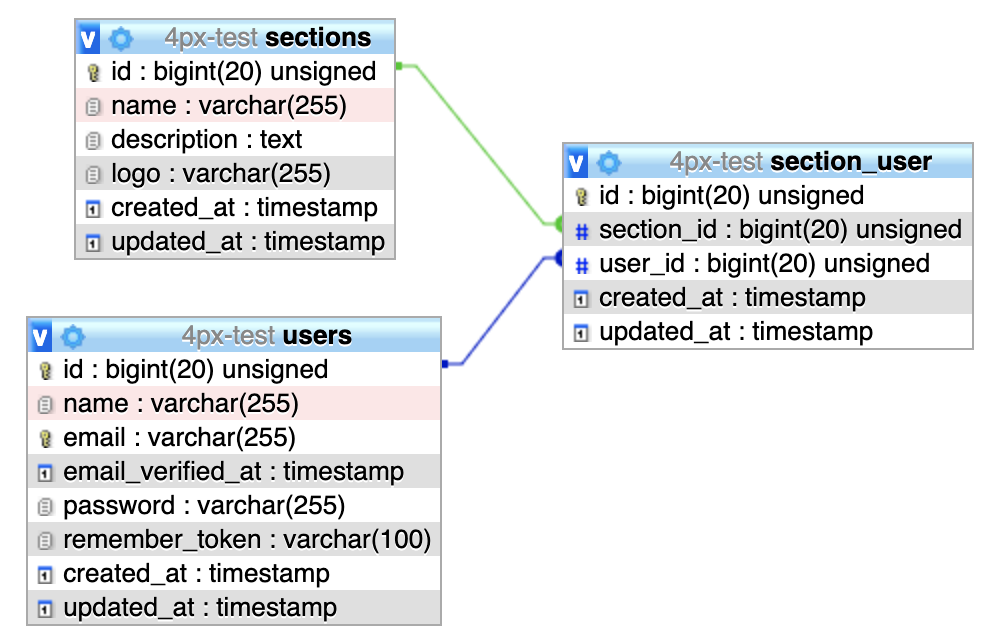 4px-test sections
id : bigint(20) unsigned
name : varchar(255)
description : text
logo : varchar(255)
created_at : timestamp
updated_at : timestamp
4px-test section_user
id : bigint(20) unsigned
section_id : bigint(20) unsigned
user_id : bigint(20) unsigned
created_at : timestamp
updated_at : timestamp
4px-test users
id : bigint(20) unsigned
name : varchar(255)
email : varchar(255)
email_verified_at : timestamp
password : varchar(255)
remember_token : varchar(100)
created_at : timestamp
updated_at : timestamp